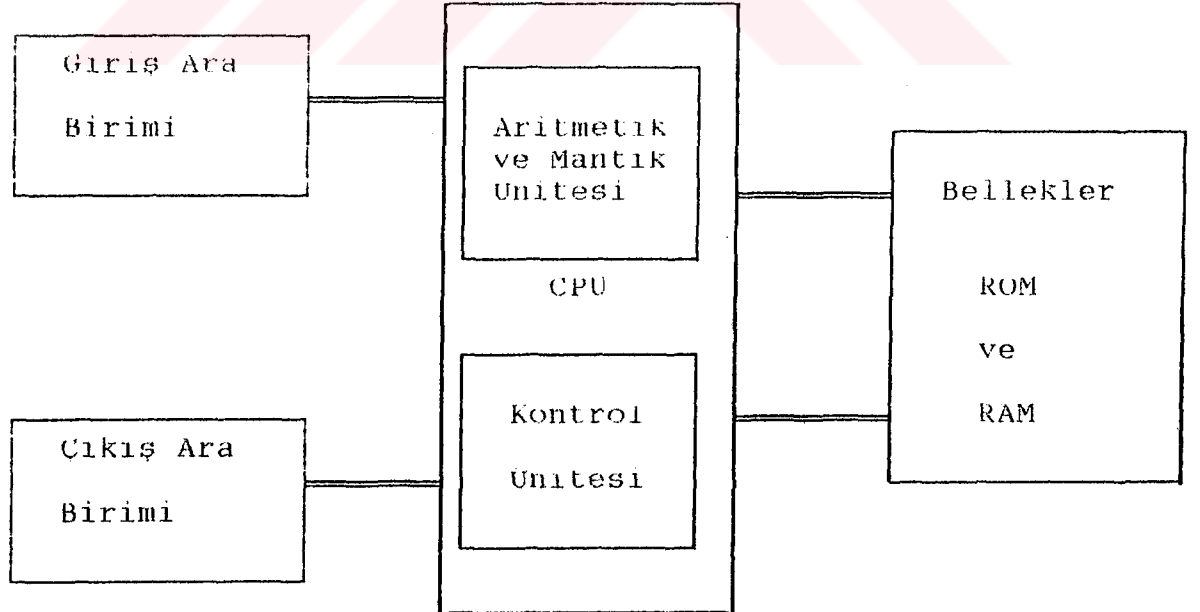 Giriş Ara
Birimi
Aritmetik
ve Mantık
Unitesi
CPU
Kontrol
Unitesi
Çıkış Ara
Birimi
Bellekler
ROM
ve
RAM